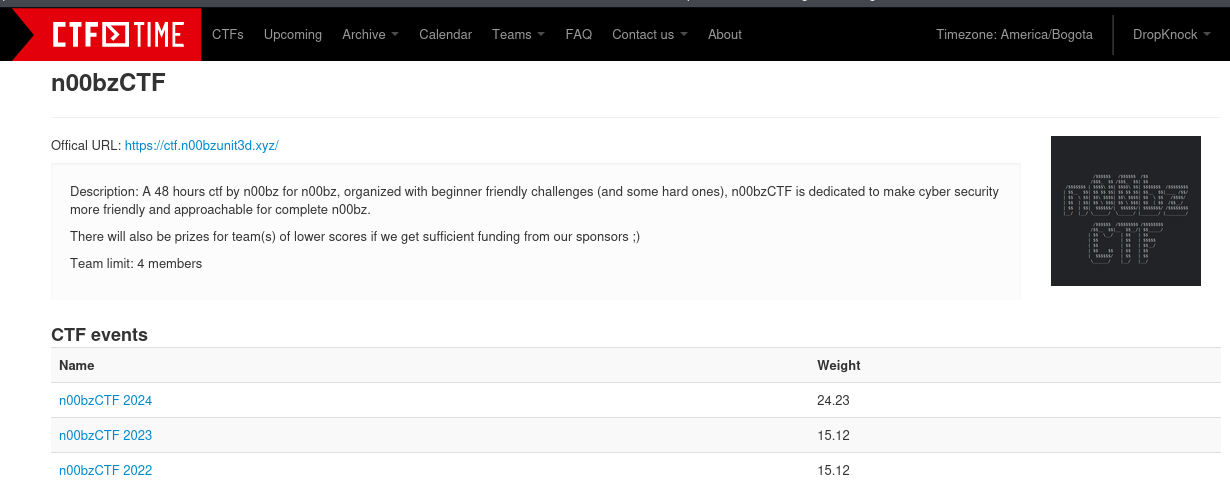 CTF TIME CTFs Upcoming Archive Calendar Teams FAQ Contact us About Timezone: America/Bogota DropKnock
n00bzCTF
Offical URL: https://ctf.n00bzunit3d.xyz/
Description: A 48 hours ctf by n00bz for n00bz, organized with beginner friendly challenges (and some hard ones), n00bzCTF is dedicated to make cyber security
more friendly and approachable for complete n00bz.
There will also be prizes for team(s) of lower scores if we get sufficient funding from our sponsors ;)
Team limit: 4 members
n00bz
CTF
CTF events
Name Weight
n00bzCTF 2024 24.23
n00bzCTF 2023 15.12
n00bzCTF 2022 15.12